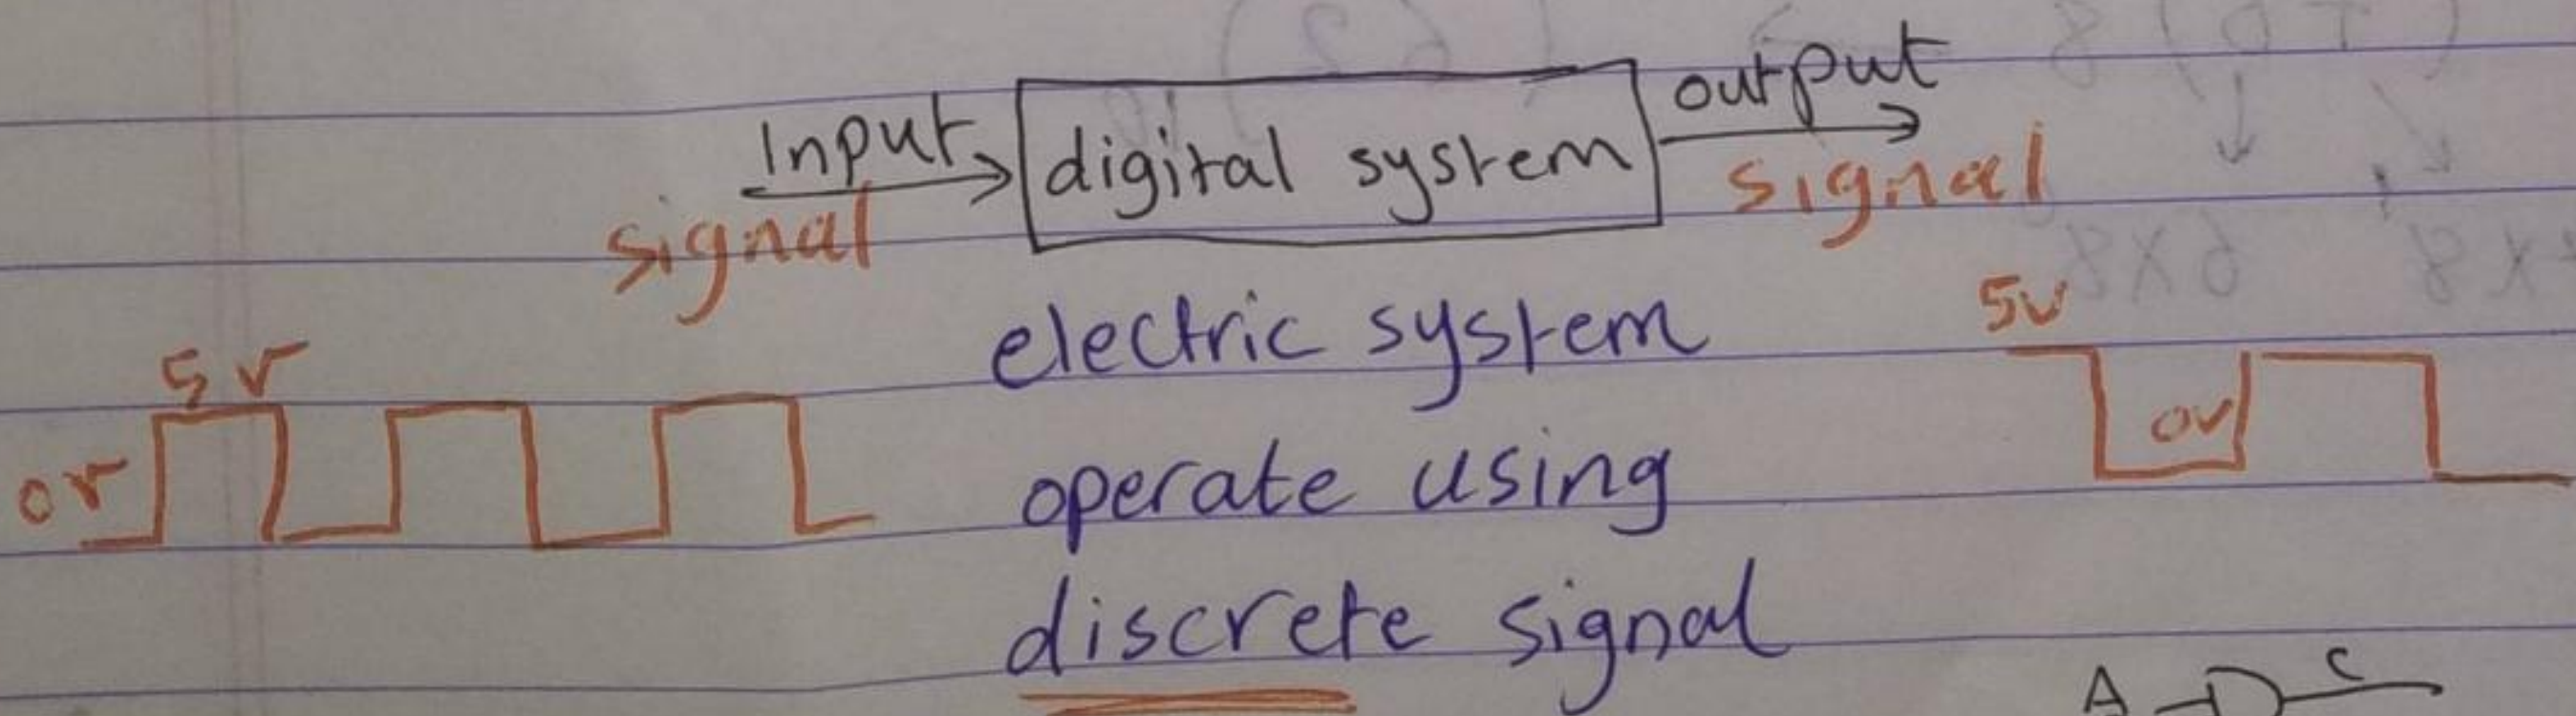 Input digital system output
signal signal
5v electric system 5v
0v operate using 0v
discrete signal
A C